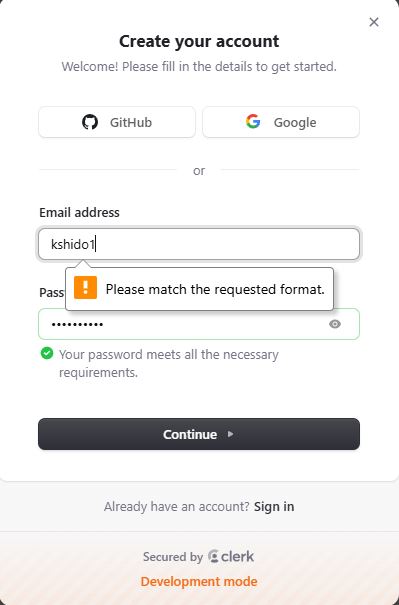 Create your account
Welcome! Please fill in the details to get started.
GitHub
Google
or
Email address
kshido1
Please match the requested format.
••••••••••
Your password meets all the necessary
requirements.
Continue
Already have an account? Sign in
Secured by clerk
Development mode